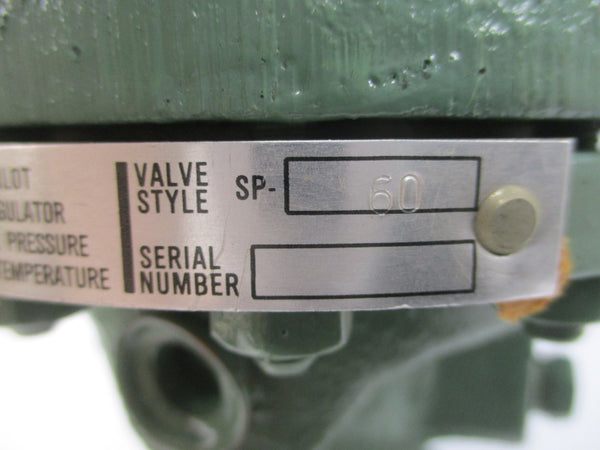 ILOT
GULATOR
PRESSURE
TEMPERATURE
VALVE
STYLE
SP- 60
SERIAL
NUMBER